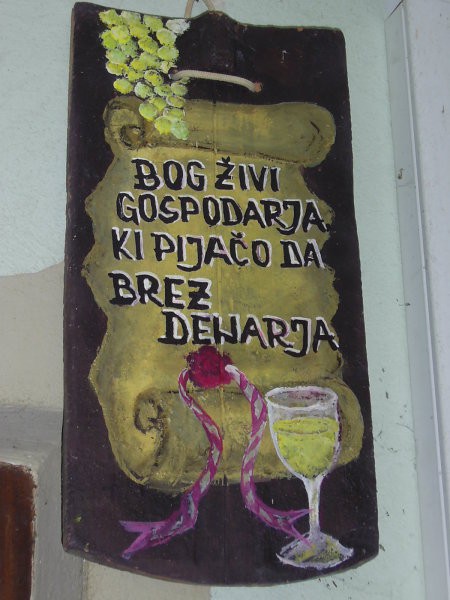 BOG ŽIVI
GOSPODARJA
KI PIJAČO DA
BREZ
DENARJA